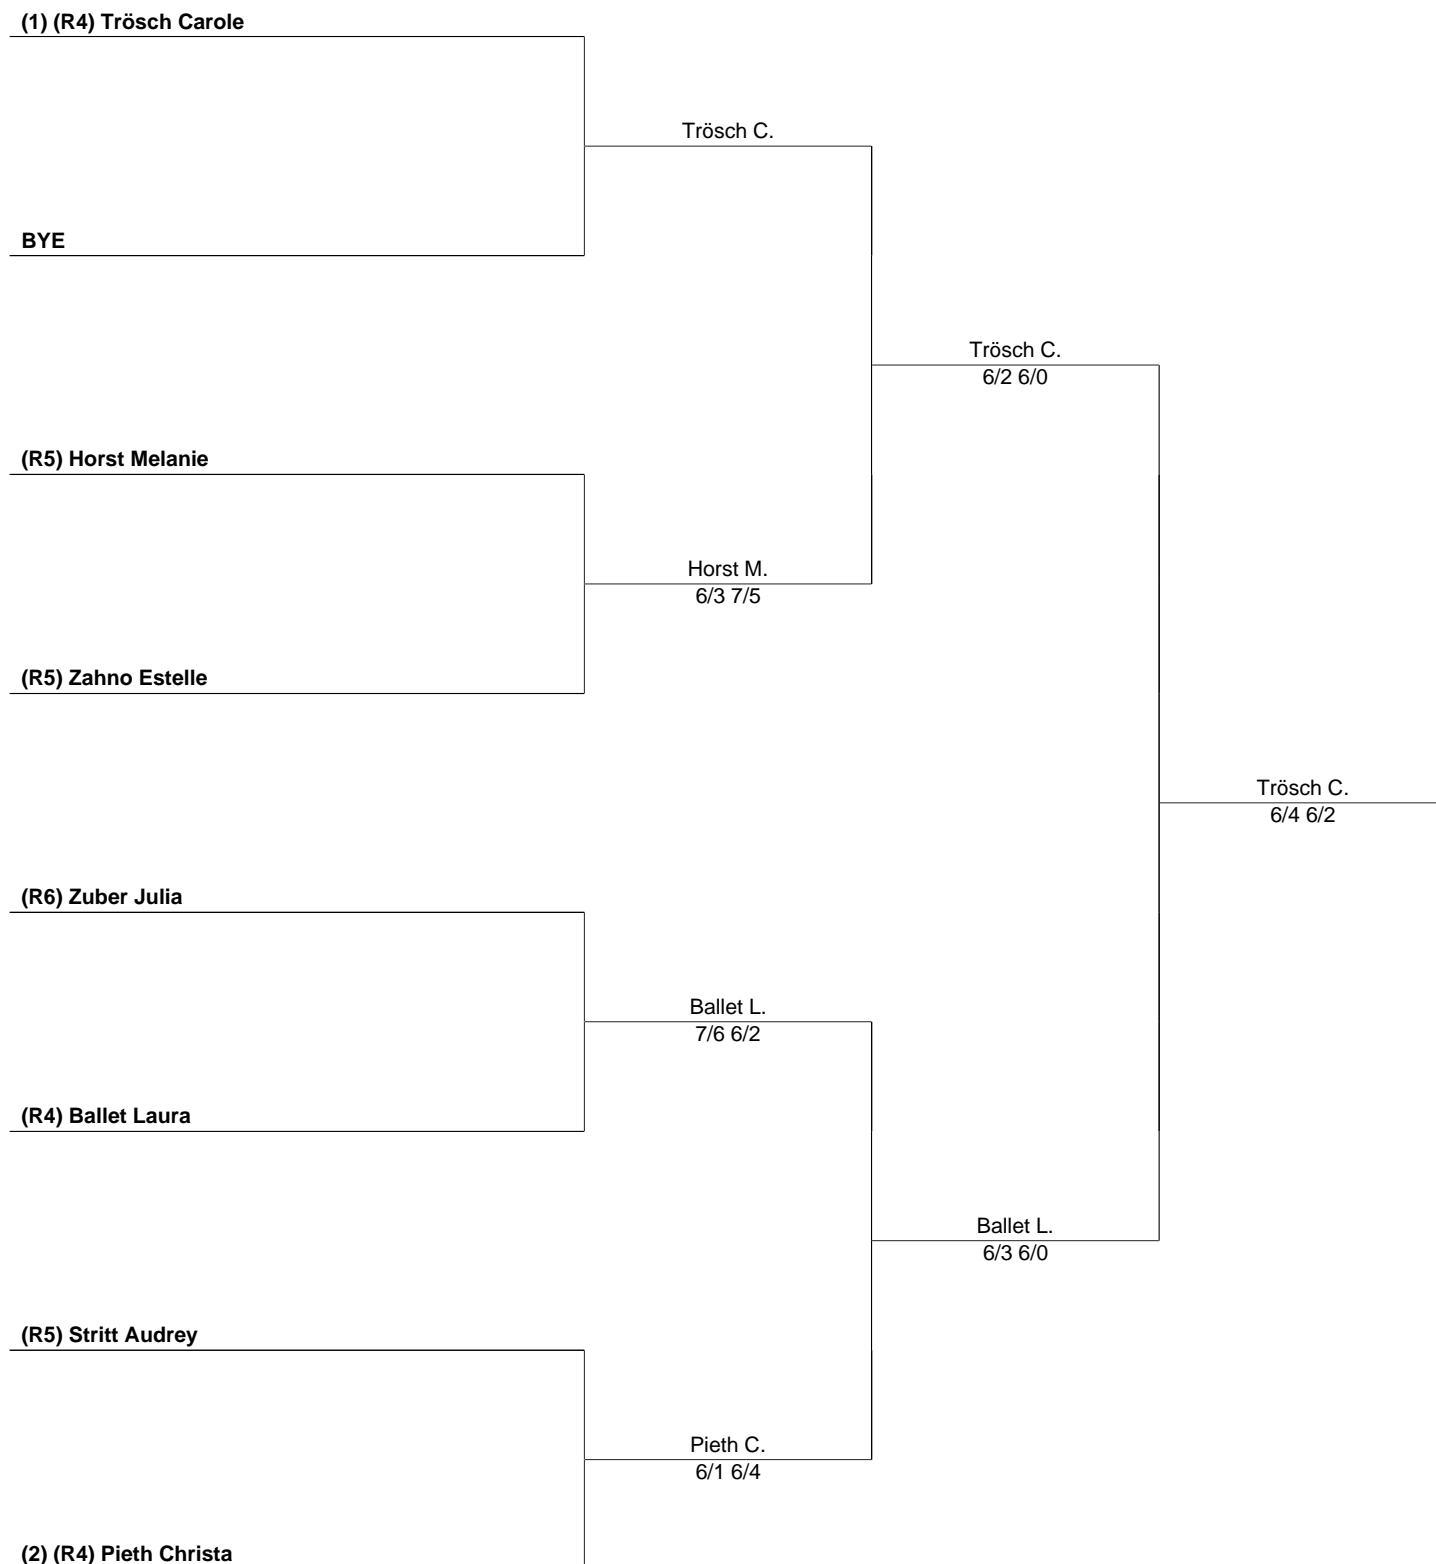 (1) (R4) Trösch Carole
Trösch C.
BYE
Trösch C.
6/2 6/0
(R5) Horst Melanie
Horst M.
6/3 7/5
(R5) Zahno Estelle
Trösch C.
6/4 6/2
(R6) Zuber Julia
Ballet L.
7/6 6/2
(R4) Ballet Laura
Ballet L.
6/3 6/0
(R5) Stritt Audrey
Pieth C.
6/1 6/4
(2) (R4) Pieth Christa